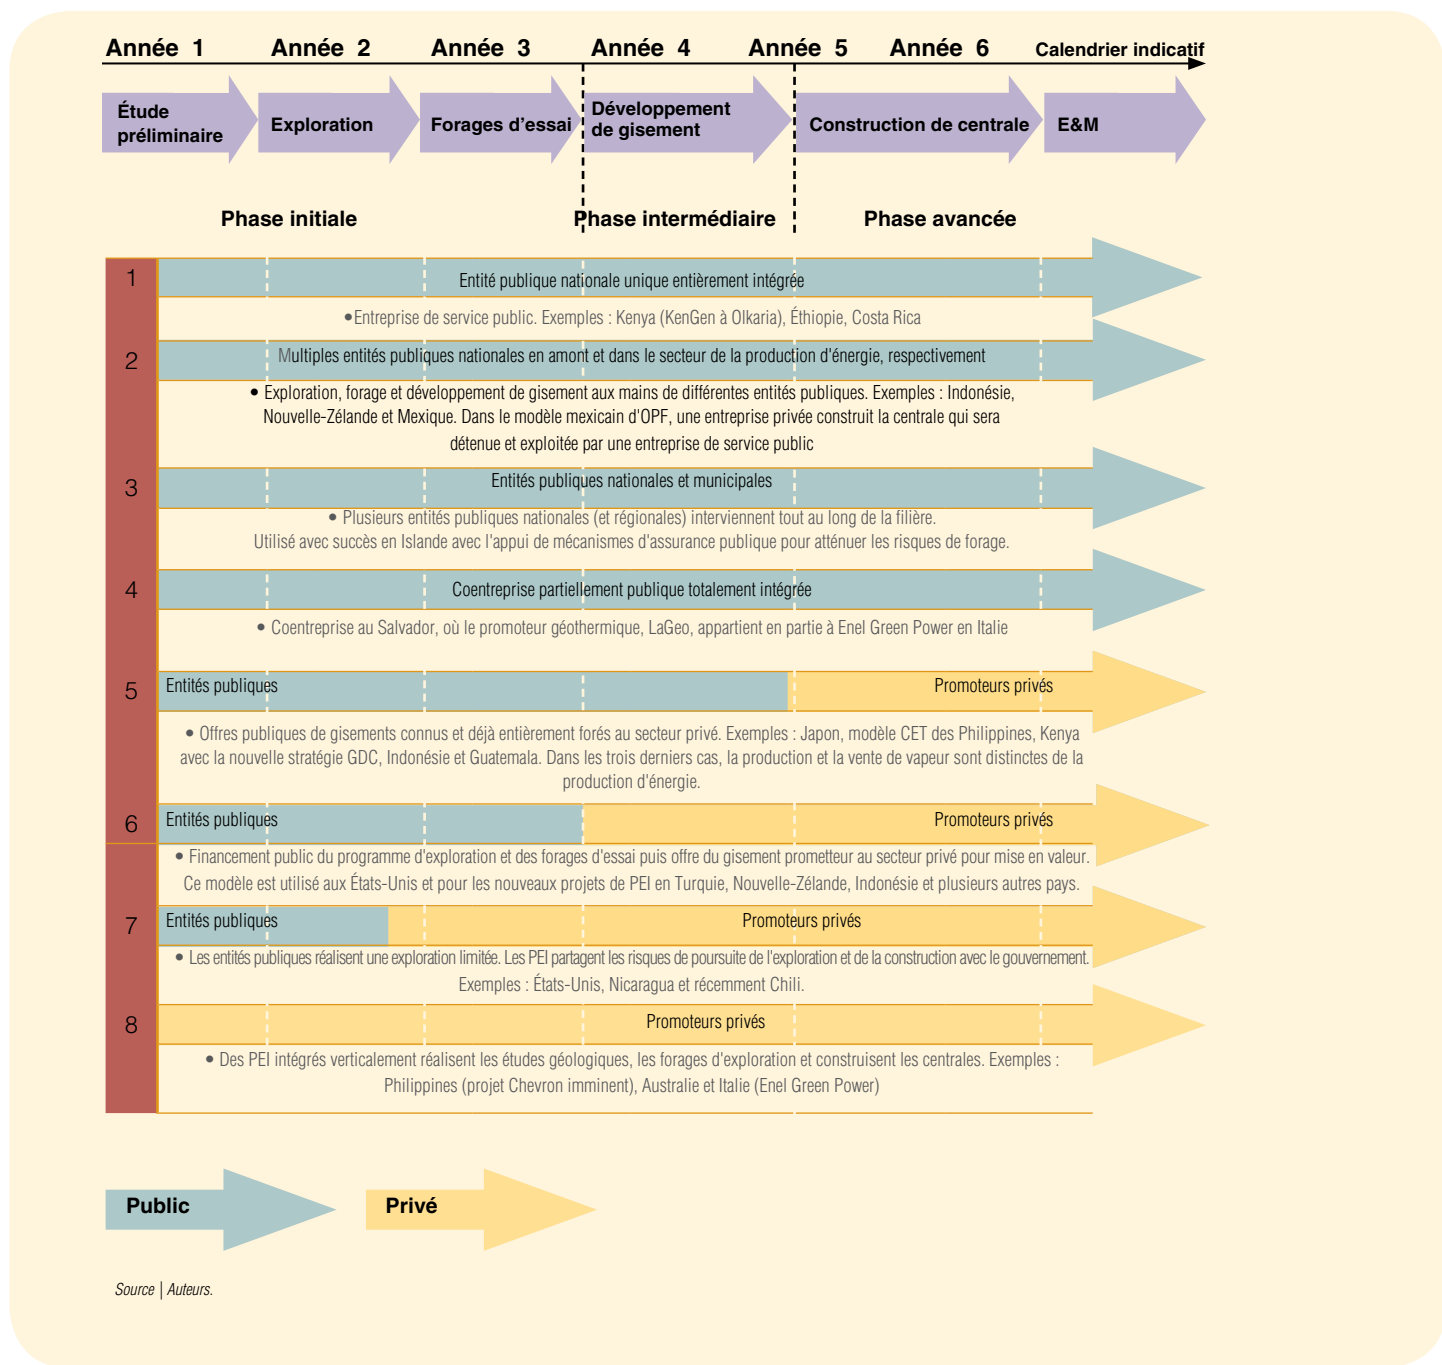 Année 1 Année 2 Année 3 Année 4 Année 5 Année 6 Calendrier indicatif
Étude
préliminaire
Exploration
Forages d'essai
Développement
de gisement
Construction de centrale
E&M
Phase initiale
Phase intermédiaire
Phase avancée
1
Entité publique nationale unique entièrement intégrée
•Entreprise de service public. Exemples : Kenya (KenGen à Olkaria), Éthiopie, Costa Rica
2
Multiples entités publiques nationales en amont et dans le secteur de la production d'énergie, respectivement
• Exploration, forage et développement de gisement aux mains de différentes entités publiques. Exemples : Indonésie,
Nouvelle-Zélande et Mexique. Dans le modèle mexicain d'OPF, une entreprise privée construit la centrale qui sera
détenue et exploitée par une entreprise de service public
3
Entités publiques nationales et municipales
• Plusieurs entités publiques nationales (et régionales) interviennent tout au long de la filière.
Utilisé avec succès en Islande avec l'appui de mécanismes d'assurance publique pour atténuer les risques de forage.
4
Coentreprise partiellement publique totalement intégrée
• Coentreprise au Salvador, où le promoteur géothermique, LaGeo, appartient en partie à Enel Green Power en Italie
5
Entités publiques
Promoteurs privés
• Offres publiques de gisements connus et déjà entièrement forés au secteur privé. Exemples : Japon, modèle CET des Philippines, Kenya
avec la nouvelle stratégie GDC, Indonésie et Guatemala. Dans les trois derniers cas, la production et la vente de vapeur sont distinctes de la
production d'énergie.
6
Entités publiques
Promoteurs privés
• Financement public du programme d'exploration et des forages d'essai puis offre du gisement prometteur au secteur privé pour mise en valeur.
Ce modèle est utilisé aux États-Unis et pour les nouveaux projets de PEI en Turquie, Nouvelle-Zélande, Indonésie et plusieurs autres pays.
7
Entités publiques
Promoteurs privés
• Les entités publiques réalisent une exploration limitée. Les PEI partagent les risques de poursuite de l'exploration et de la construction avec le gouvernement.
Exemples : États-Unis, Nicaragua et récemment Chili.
8
Promoteurs privés
• Des PEI intégrés verticalement réalisent les études géologiques, les forages d'exploration et construisent les centrales. Exemples :
Philippines (projet Chevron imminent), Australie et Italie (Enel Green Power)
Public
Privé
Source | Auteurs.